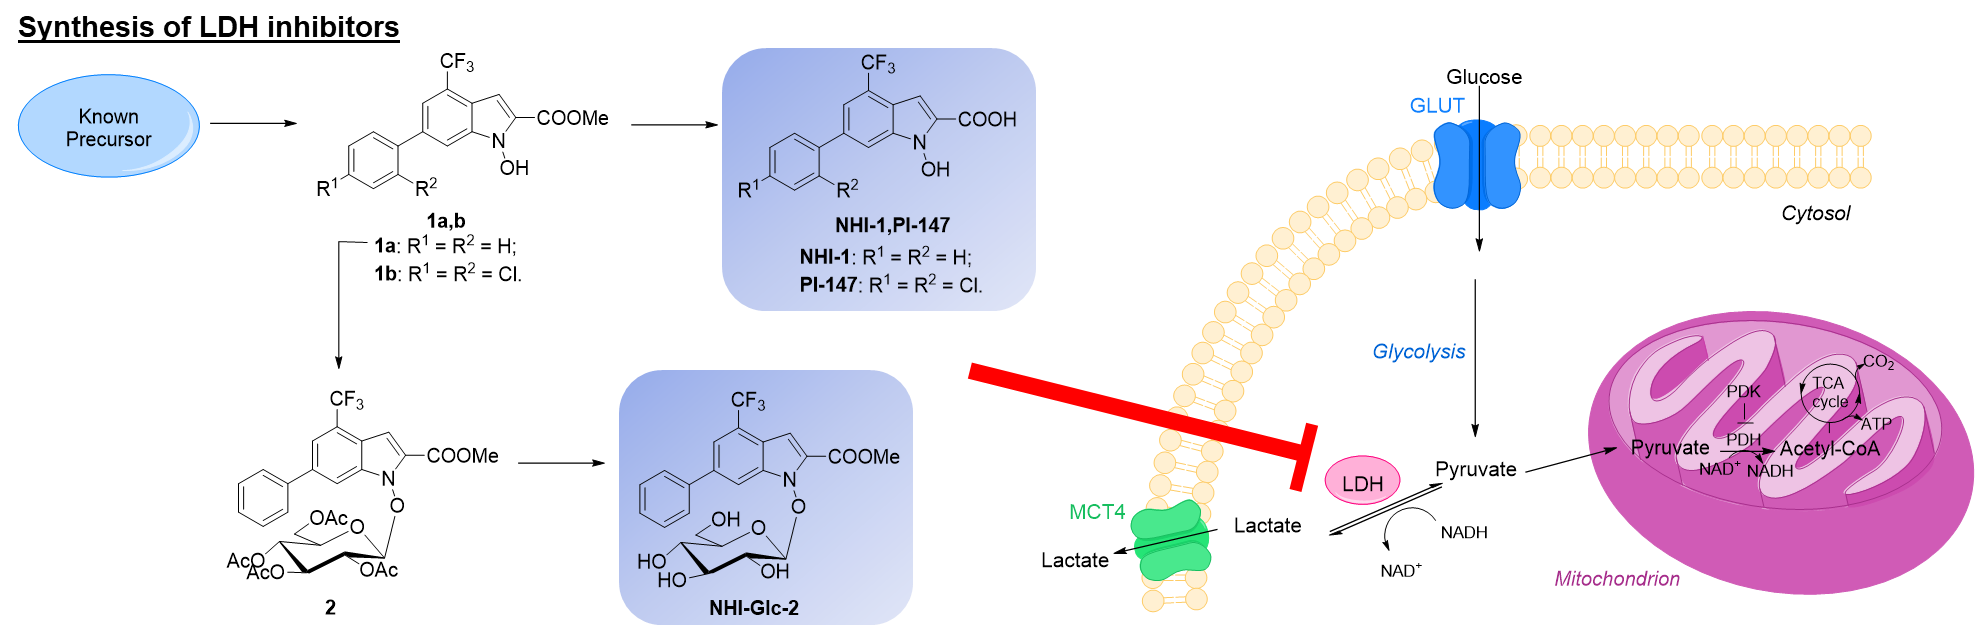 Synthesis of LDH inhibitors
Known
Precursor
CF3
COOMe
N
OH
R1
R2
1a,b
1a: R1 = R2 = H;
1b: R1 = R2 = Cl.
CF3
COOH
N
OH
R1
R2
NHI-1,PI-147
NHI-1: R1 = R2 = H;
PI-147: R1 = R2 = Cl.
CF3
COOMe
N
O
OAc
O
AcO
AcO
OAc
2
CF3
COOMe
N
O
OH
O
HO
HO
OH
NHI-Glc-2
Glucose
GLUT
Cytosol
Glycolysis
Pyruvate
LDH
NADH
NAD+
MCT4
Lactate
Lactate
Pyruvate
PDK
PDH
NAD+
NADH
Acetyl-CoA
TCA
cycle
CO2
ATP
Mitochondrion